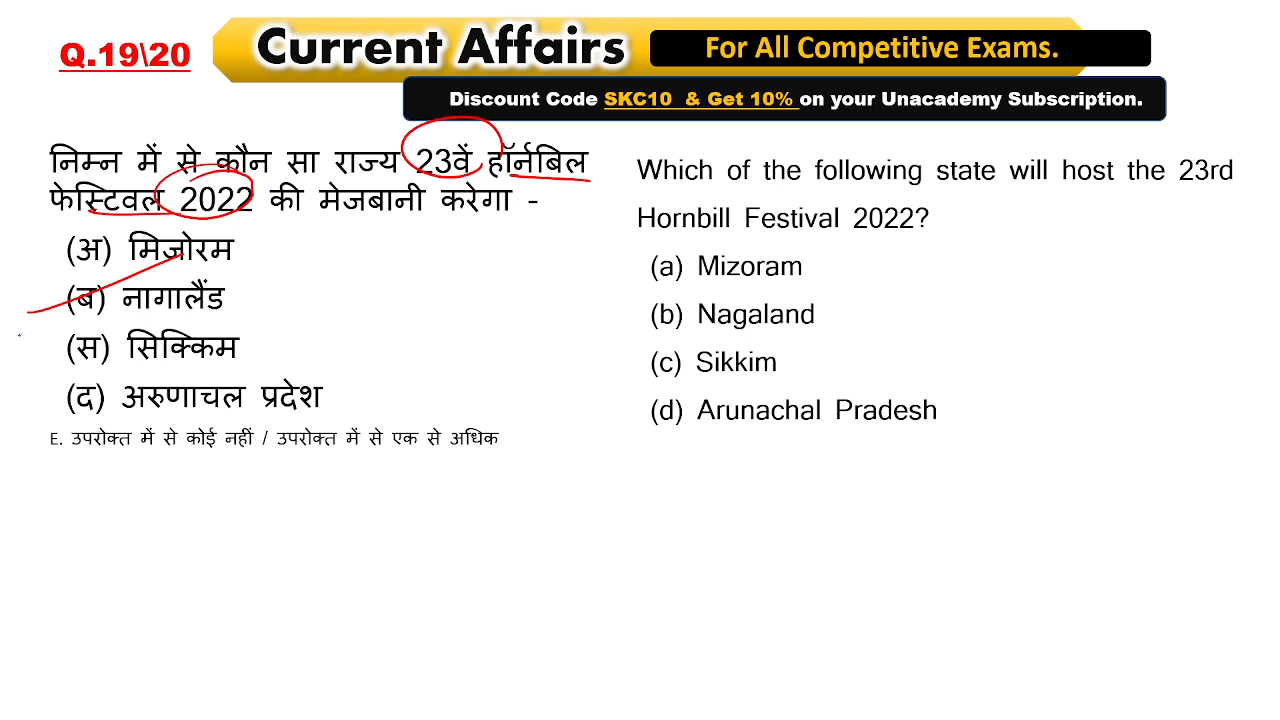 Q.19\20
Current Affairs
For All Competitive Exams.
Discount Code SKC10 & Get 10% on your Unacademy Subscription.
निम्न में से कौन सा राज्य 23वें हॉर्नबिल
फेस्टिवल 2022 की मेजबानी करेगा -
(अ) मिजोरम
(ब) नागालैंड
(स) सिक्किम
(द) अरुणाचल प्रदेश
E. उपरोक्त में से कोई नहीं / उपरोक्त में से एक से अधिक
Which of the following state will host the 23rd
Hornbill Festival 2022?
(a) Mizoram
(b) Nagaland
(c) Sikkim
(d) Arunachal Pradesh